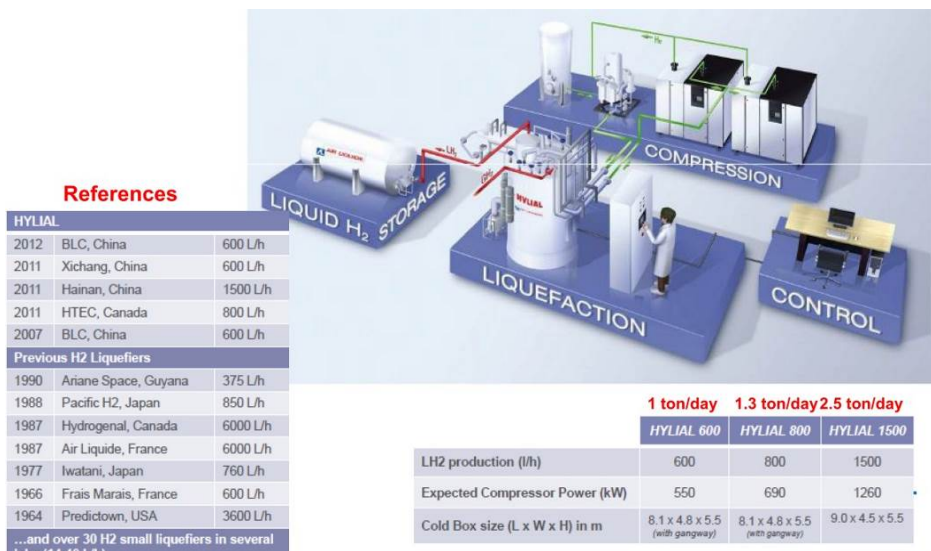 He
AIR LIQUIDE
LH2
GH2
HYLIAL
COMPRESSION
LIQUID H2 STORAGE
LIQUEFACTION
CONTROL
References
HYLIAL
2012 BLC, China 600 L/h
2011 Xichang, China 600 L/h
2011 Hainan, China 1500 L/h
2011 HTEC, Canada 800 L/h
2007 BLC, China 600 L/h
Previous H2 Liquefiers
1990 Ariane Space, Guyana 375 L/h
1988 Pacific H2, Japan 850 L/h
1987 Hydrogenal, Canada 6000 L/h
1987 Air Liquide, France 6000 L/h
1977 Iwatani, Japan 760 L/h
1966 Frais Marais, France 600 L/h
1964 Predictown, USA 3600 L/h
...and over 30 H2 small liquefiers in several
1 ton/day 1.3 ton/day 2.5 ton/day
HYLIAL 600 HYLIAL 800 HYLIAL 1500
LH2 production (l/h) 600 800 1500
Expected Compressor Power (kW) 550 690 1260
Cold Box size (L x W x H) in m 8.1 x 4.8 x 5.5 (with gangway) 8.1 x 4.8 x 5.5 (with gangway) 9.0 x 4.5 x 5.5